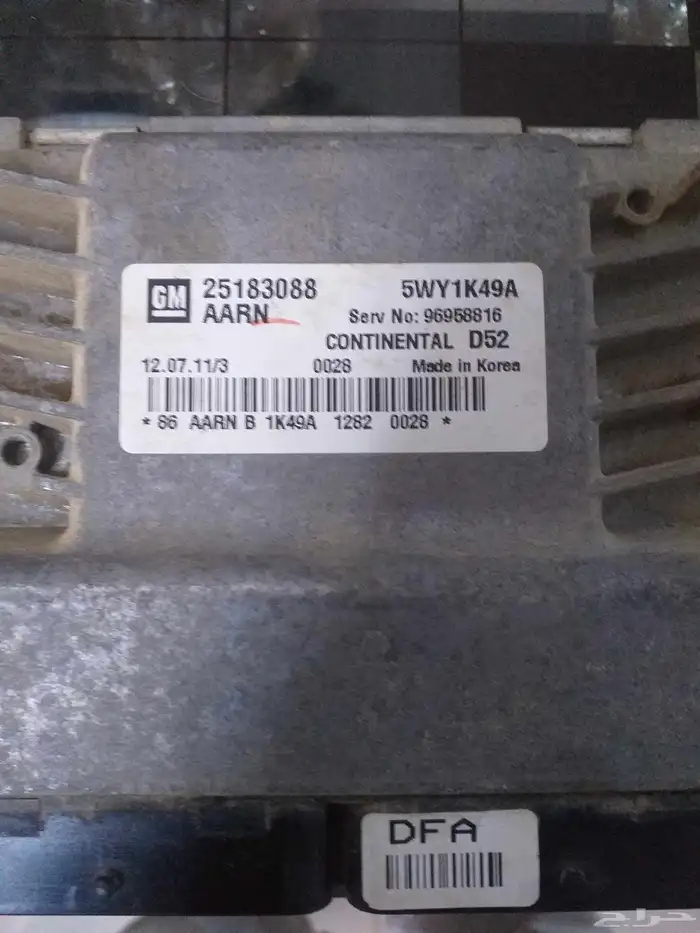 GM 25183088 5WY1K49A
AARN Serv No: 96958816
CONTINENTAL D52
12.07.11/3 0028 Made in Korea
* 86 AARN B 1K49A 1282 0028 *
DFA
حراج